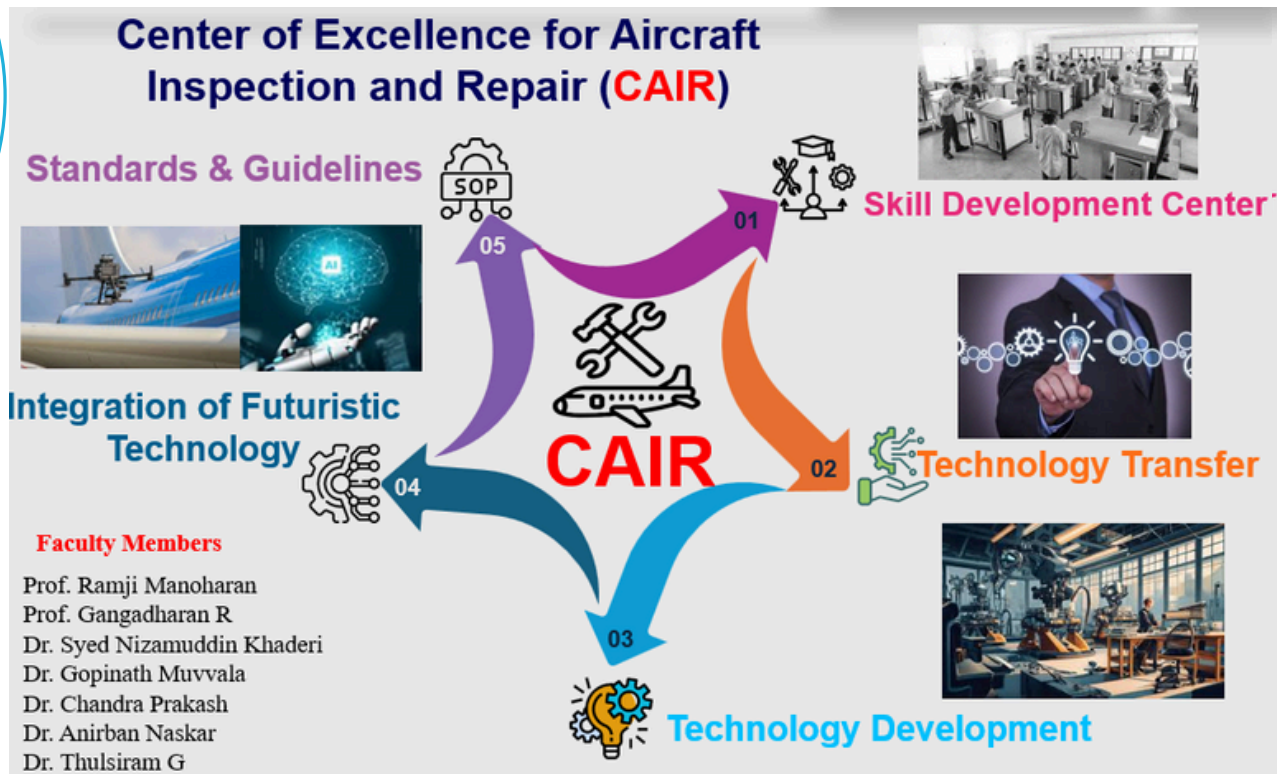 Center of Excellence for Aircraft
Inspection and Repair (CAIR)
Standards & Guidelines
SOP
05
01
Skill Development Center
AI
Integration of Futuristic
Technology
04
CAIR
02
Technology Transfer
03
Technology Development
Faculty Members
Prof. Ramji Manoharan
Prof. Gangadharan R
Dr. Syed Nizamuddin Khaderi
Dr. Gopinath Muvvala
Dr. Chandra Prakash
Dr. Anirban Naskar
Dr. Thulsiram G